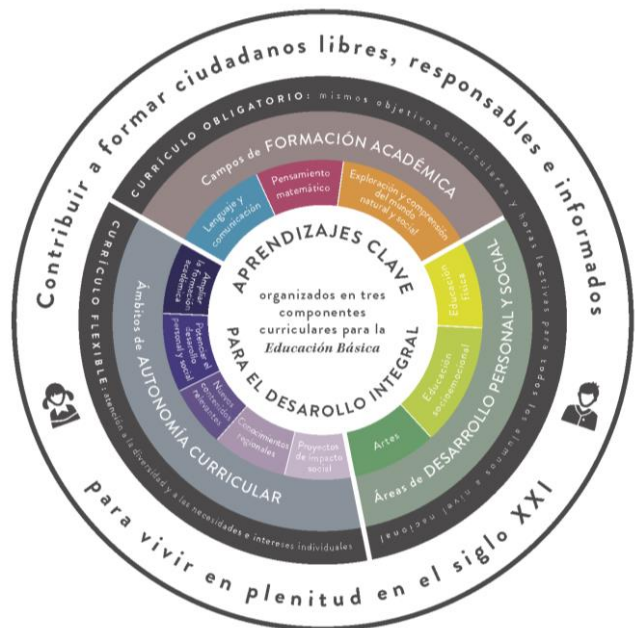 Contribuir a formar ciudadanos libres, responsables e informados
para vivir en plenitud en el siglo XXI
CURRÍCULO OBLIGATORIO: mismos objetivos curriculares y horas lectivas para todos los alumnos a nivel nacional
Campos de FORMACIÓN ACADÉMICA
Lenguaje y
comunicación
Pensamiento
matemático
Exploración y comprensión
del mundo
natural y social
Áreas de DESARROLLO PERSONAL Y SOCIAL
Educación
Física
Educación
socioemocional
Artes
CURRÍCULO FLEXIBLE: atención a la diversidad y a las necesidades e intereses individuales
Ámbitos de AUTONOMÍA CURRICULAR
Ampliar
la formación
académica
Potenciar el
desarrollo
personal y social
Nuevos
contenidos
relevantes
Conocimientos
regionales
Proyectos
de impacto
social
APRENDIZAJES CLAVE
organizados en tres
componentes
curriculares para la
Educación Básica
PARA EL DESAROLLO INTEGRAL